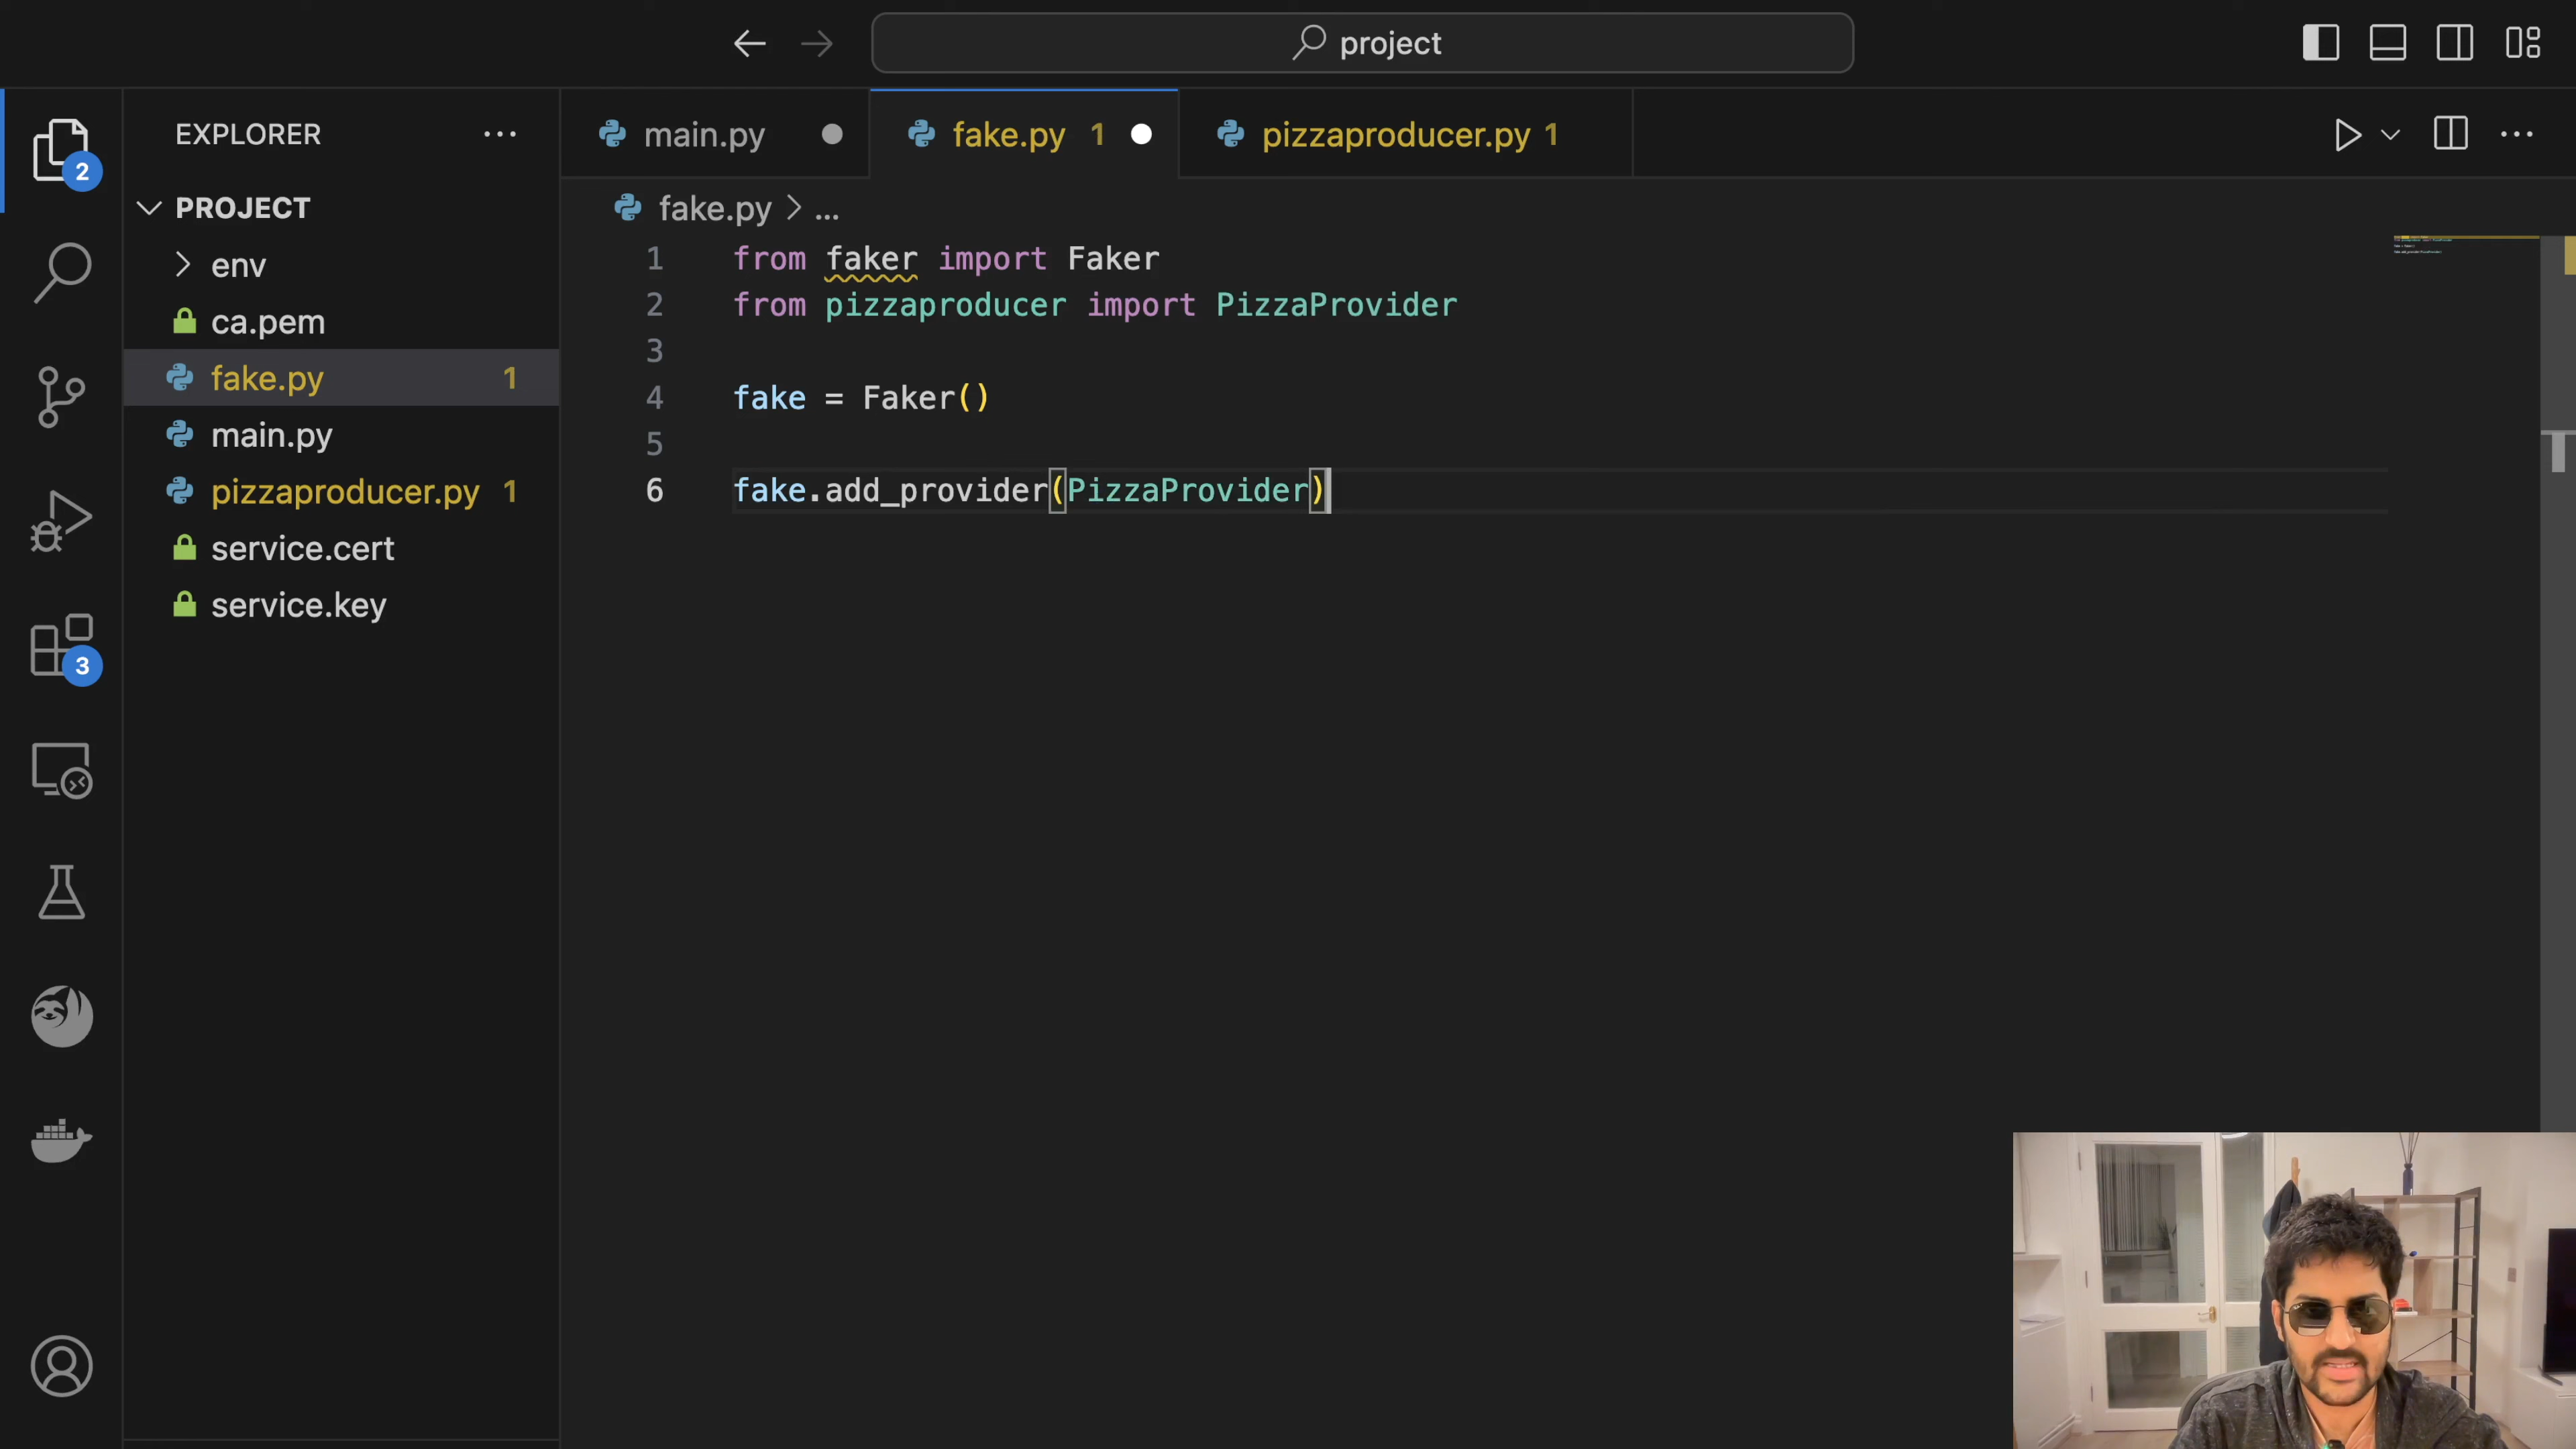 project
EXPLORER
PROJECT
env
ca.pem
fake.py 1
main.py
pizzaproducer.py 1
service.cert
service.key
2
3
main.py
fake.py 1
pizzaproducer.py 1
fake.py > ...
1 from faker import Faker
2 from pizzaproducer import PizzaProvider
3
4 fake = Faker()
5
6 fake.add_provider(PizzaProvider)